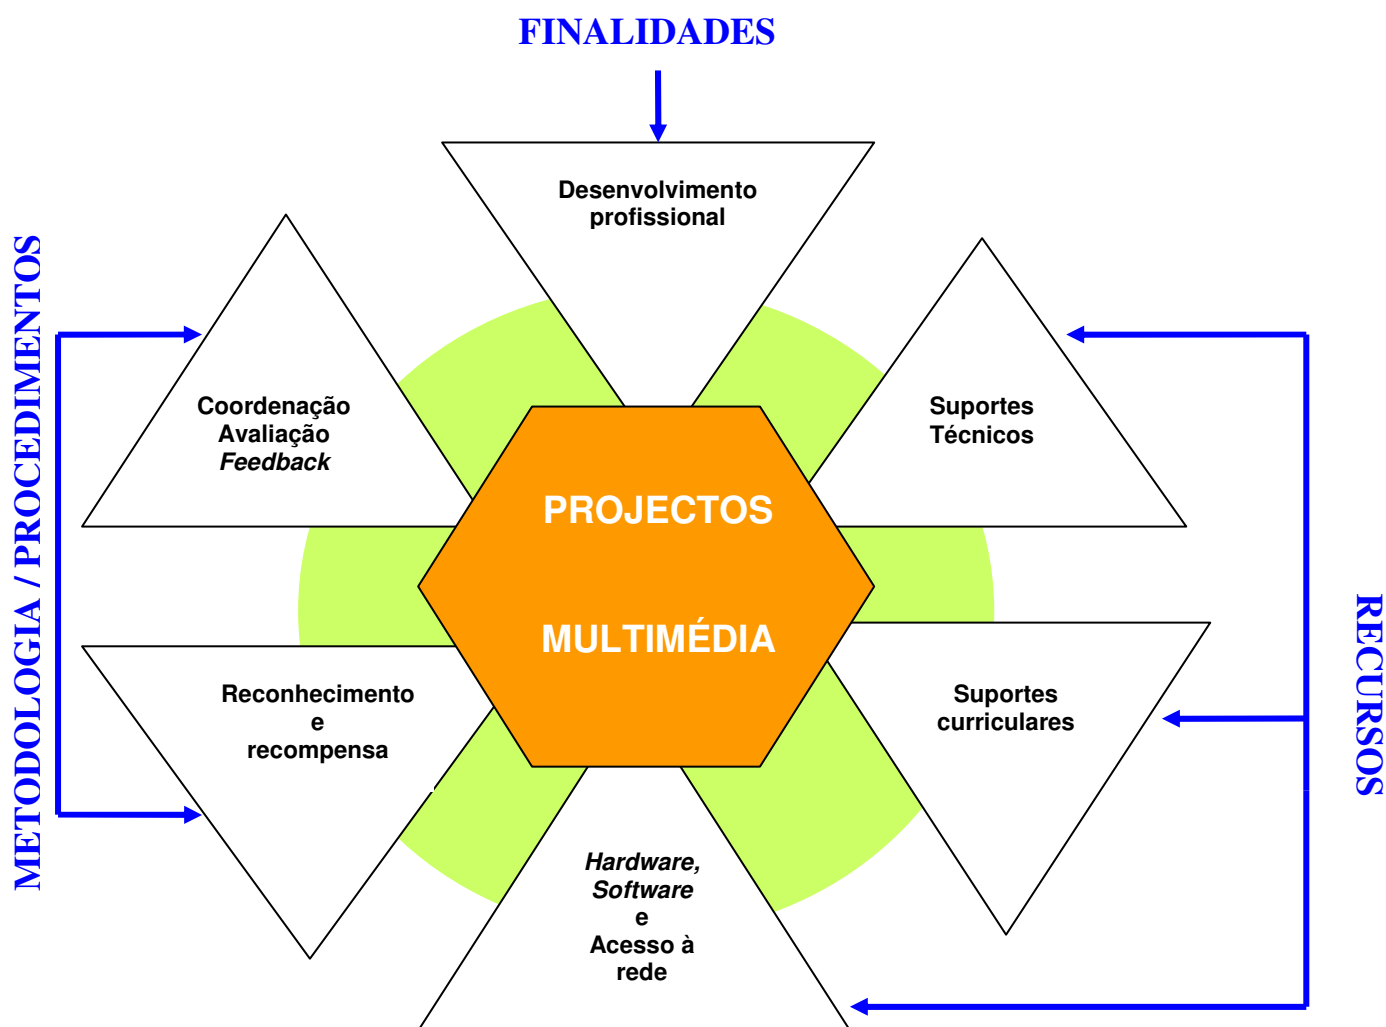 FINALIDADES
Desenvolvimento
profissional
METODOLOGIA / PROCEDIMENTOS
Coordenação
Avaliação
Feedback
Suportes
Técnicos
PROJECTOS
MULTIMÉDIA
RECURSOS
Reconhecimento
e
recompensa
Suportes
curriculares
Hardware,
Software
e
Acesso à
rede